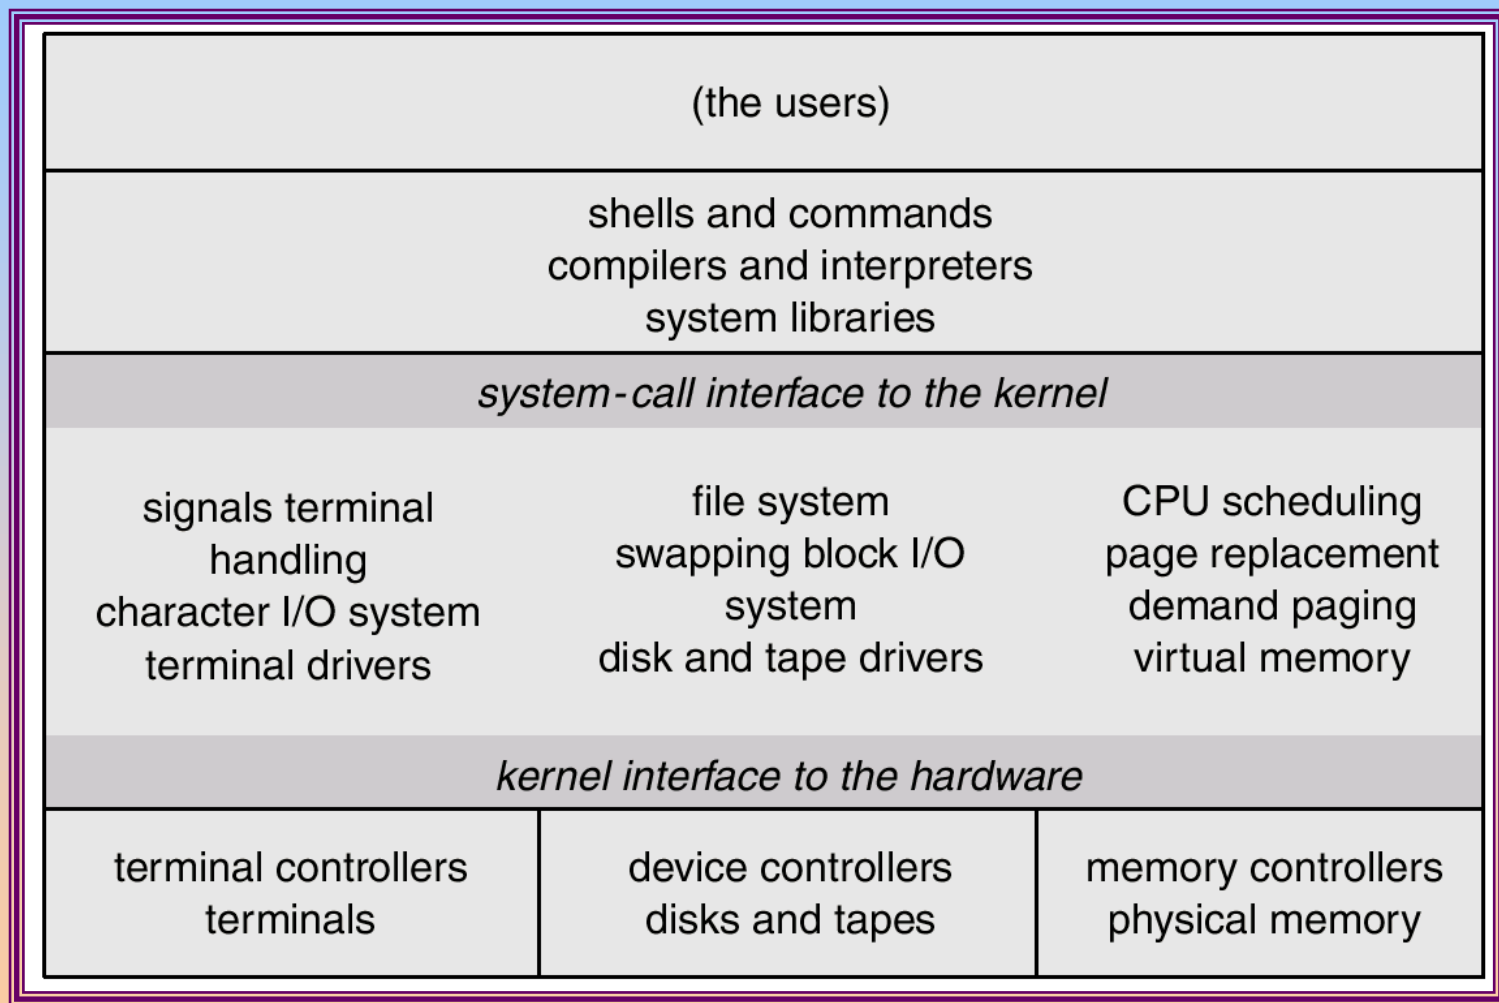 (the users)
shells and commands
compilers and interpreters
system libraries
system-call interface to the kernel
signals terminal
handling
character I/O system
terminal drivers
file system
swapping block I/O
system
disk and tape drivers
CPU scheduling
page replacement
demand paging
virtual memory
kernel interface to the hardware
terminal controllers
terminals
device controllers
disks and tapes
memory controllers
physical memory